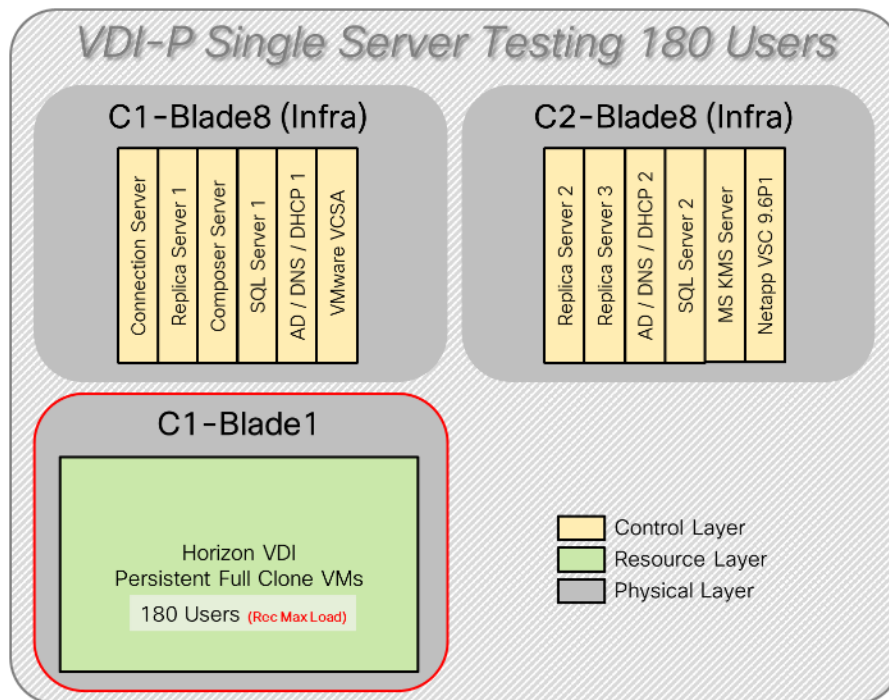 VDI-P Single Server Testing 180 Users
C1-Blade8 (Infra)
Connection Server
Replica Server 1
Composer Server
SQL Server 1
AD / DNS / DHCP 1
VMware VCSA
C2-Blade8 (Infra)
Replica Server 2
Replica Server 3
AD / DNS / DHCP 2
SQL Server 2
MS KMS Server
Netapp VSC 9.6P1
C1-Blade1
Horizon VDI
Persistent Full Clone VMs
180 Users (Rec Max Load)
Control Layer
Resource Layer
Physical Layer